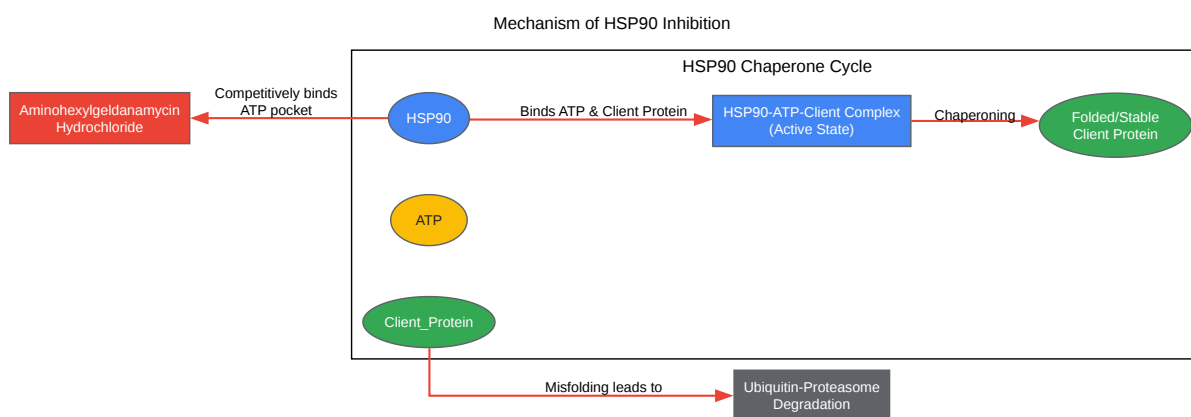 Mechanism of HSP90 Inhibition
HSP90 Chaperone Cycle
Aminohexylgeldanamycin
Hydrochloride
Competitively binds
ATP pocket
HSP90
Binds ATP & Client Protein
HSP90-ATP-Client Complex
(Active State)
Chaperoning
Folded/Stable
Client Protein
ATP
Client_Protein
Misfolding leads to
Ubiquitin-Proteasome
Degradation